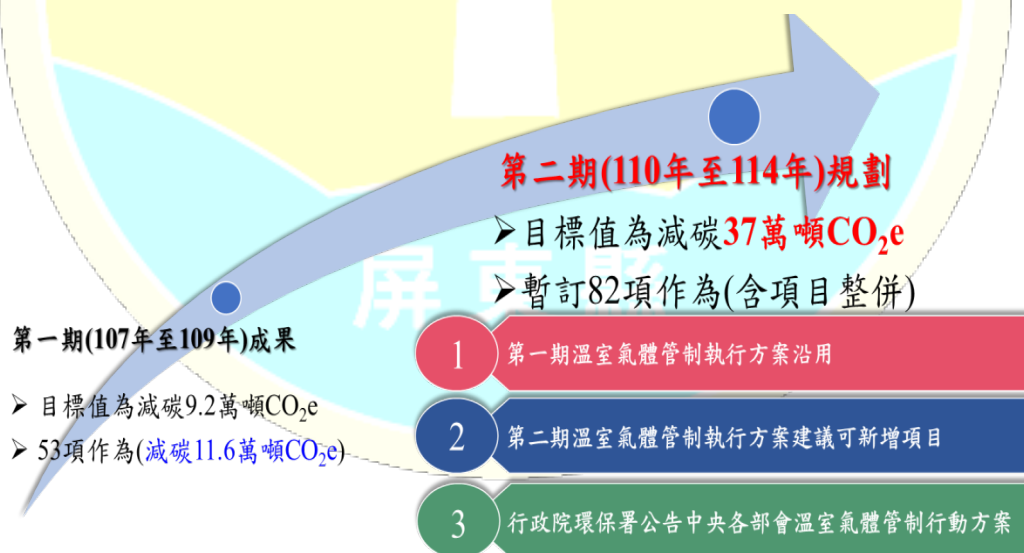 第二期(110年至114年)規劃
➢目標值為減碳37萬噸CO₂e
➢暫訂82項作為(含項目整併)
屏東縣
第一期(107年至109年)成果
➢ 目標值為減碳9.2萬噸CO₂e
➢ 53項作為(減碳11.6萬噸CO₂e)
1 第一期溫室氣體管制執行方案沿用
2 第二期溫室氣體管制執行方案建議可新增項目
3 行政院環保署公告中央各部會溫室氣體管制行動方案